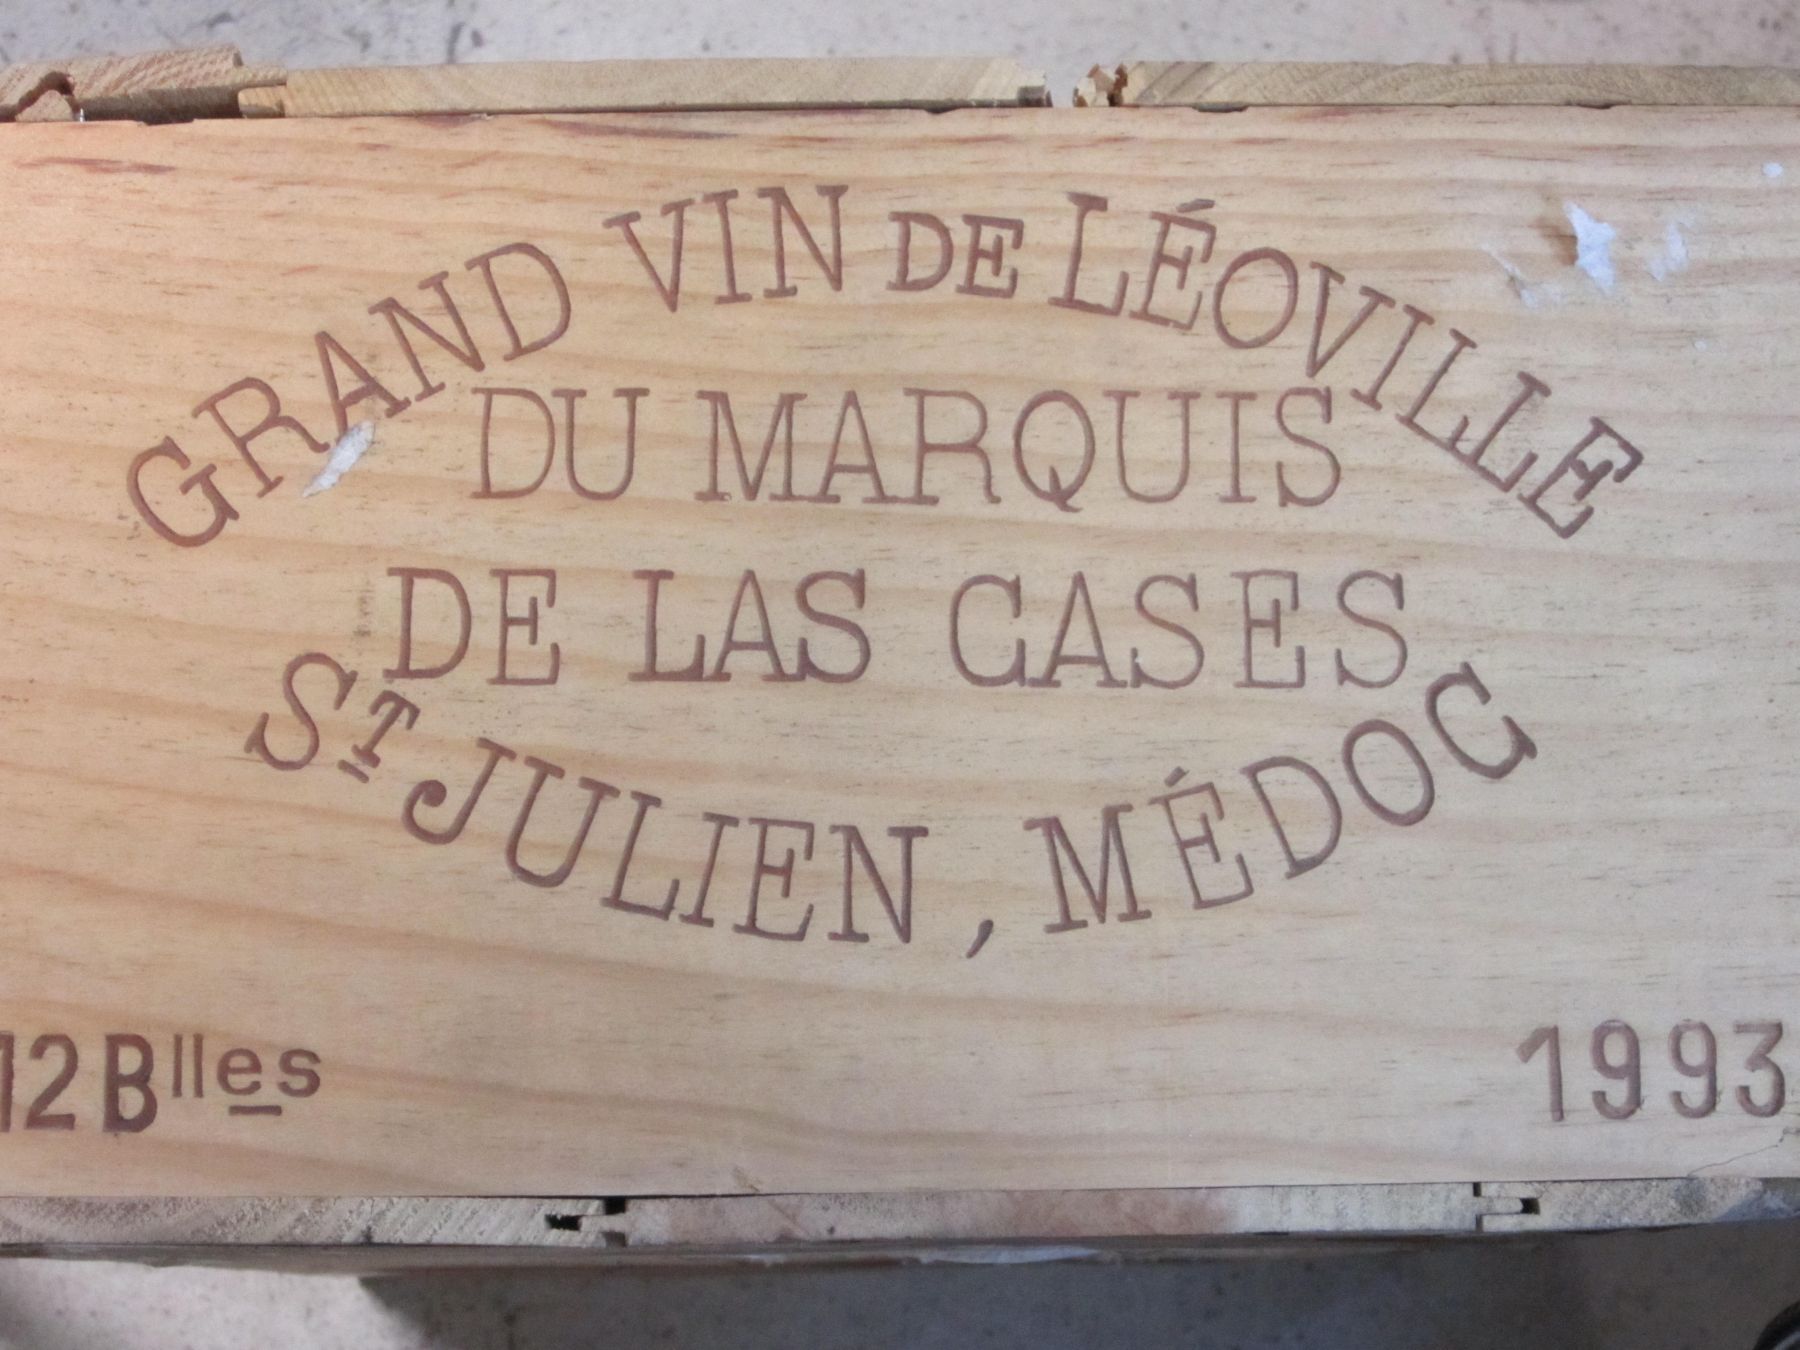 GRAND VIN DE LÉOVILLE
DU MARQUIS
DE LAS CASES
ST JULIEN, MÉDOC
12 Blles
1993